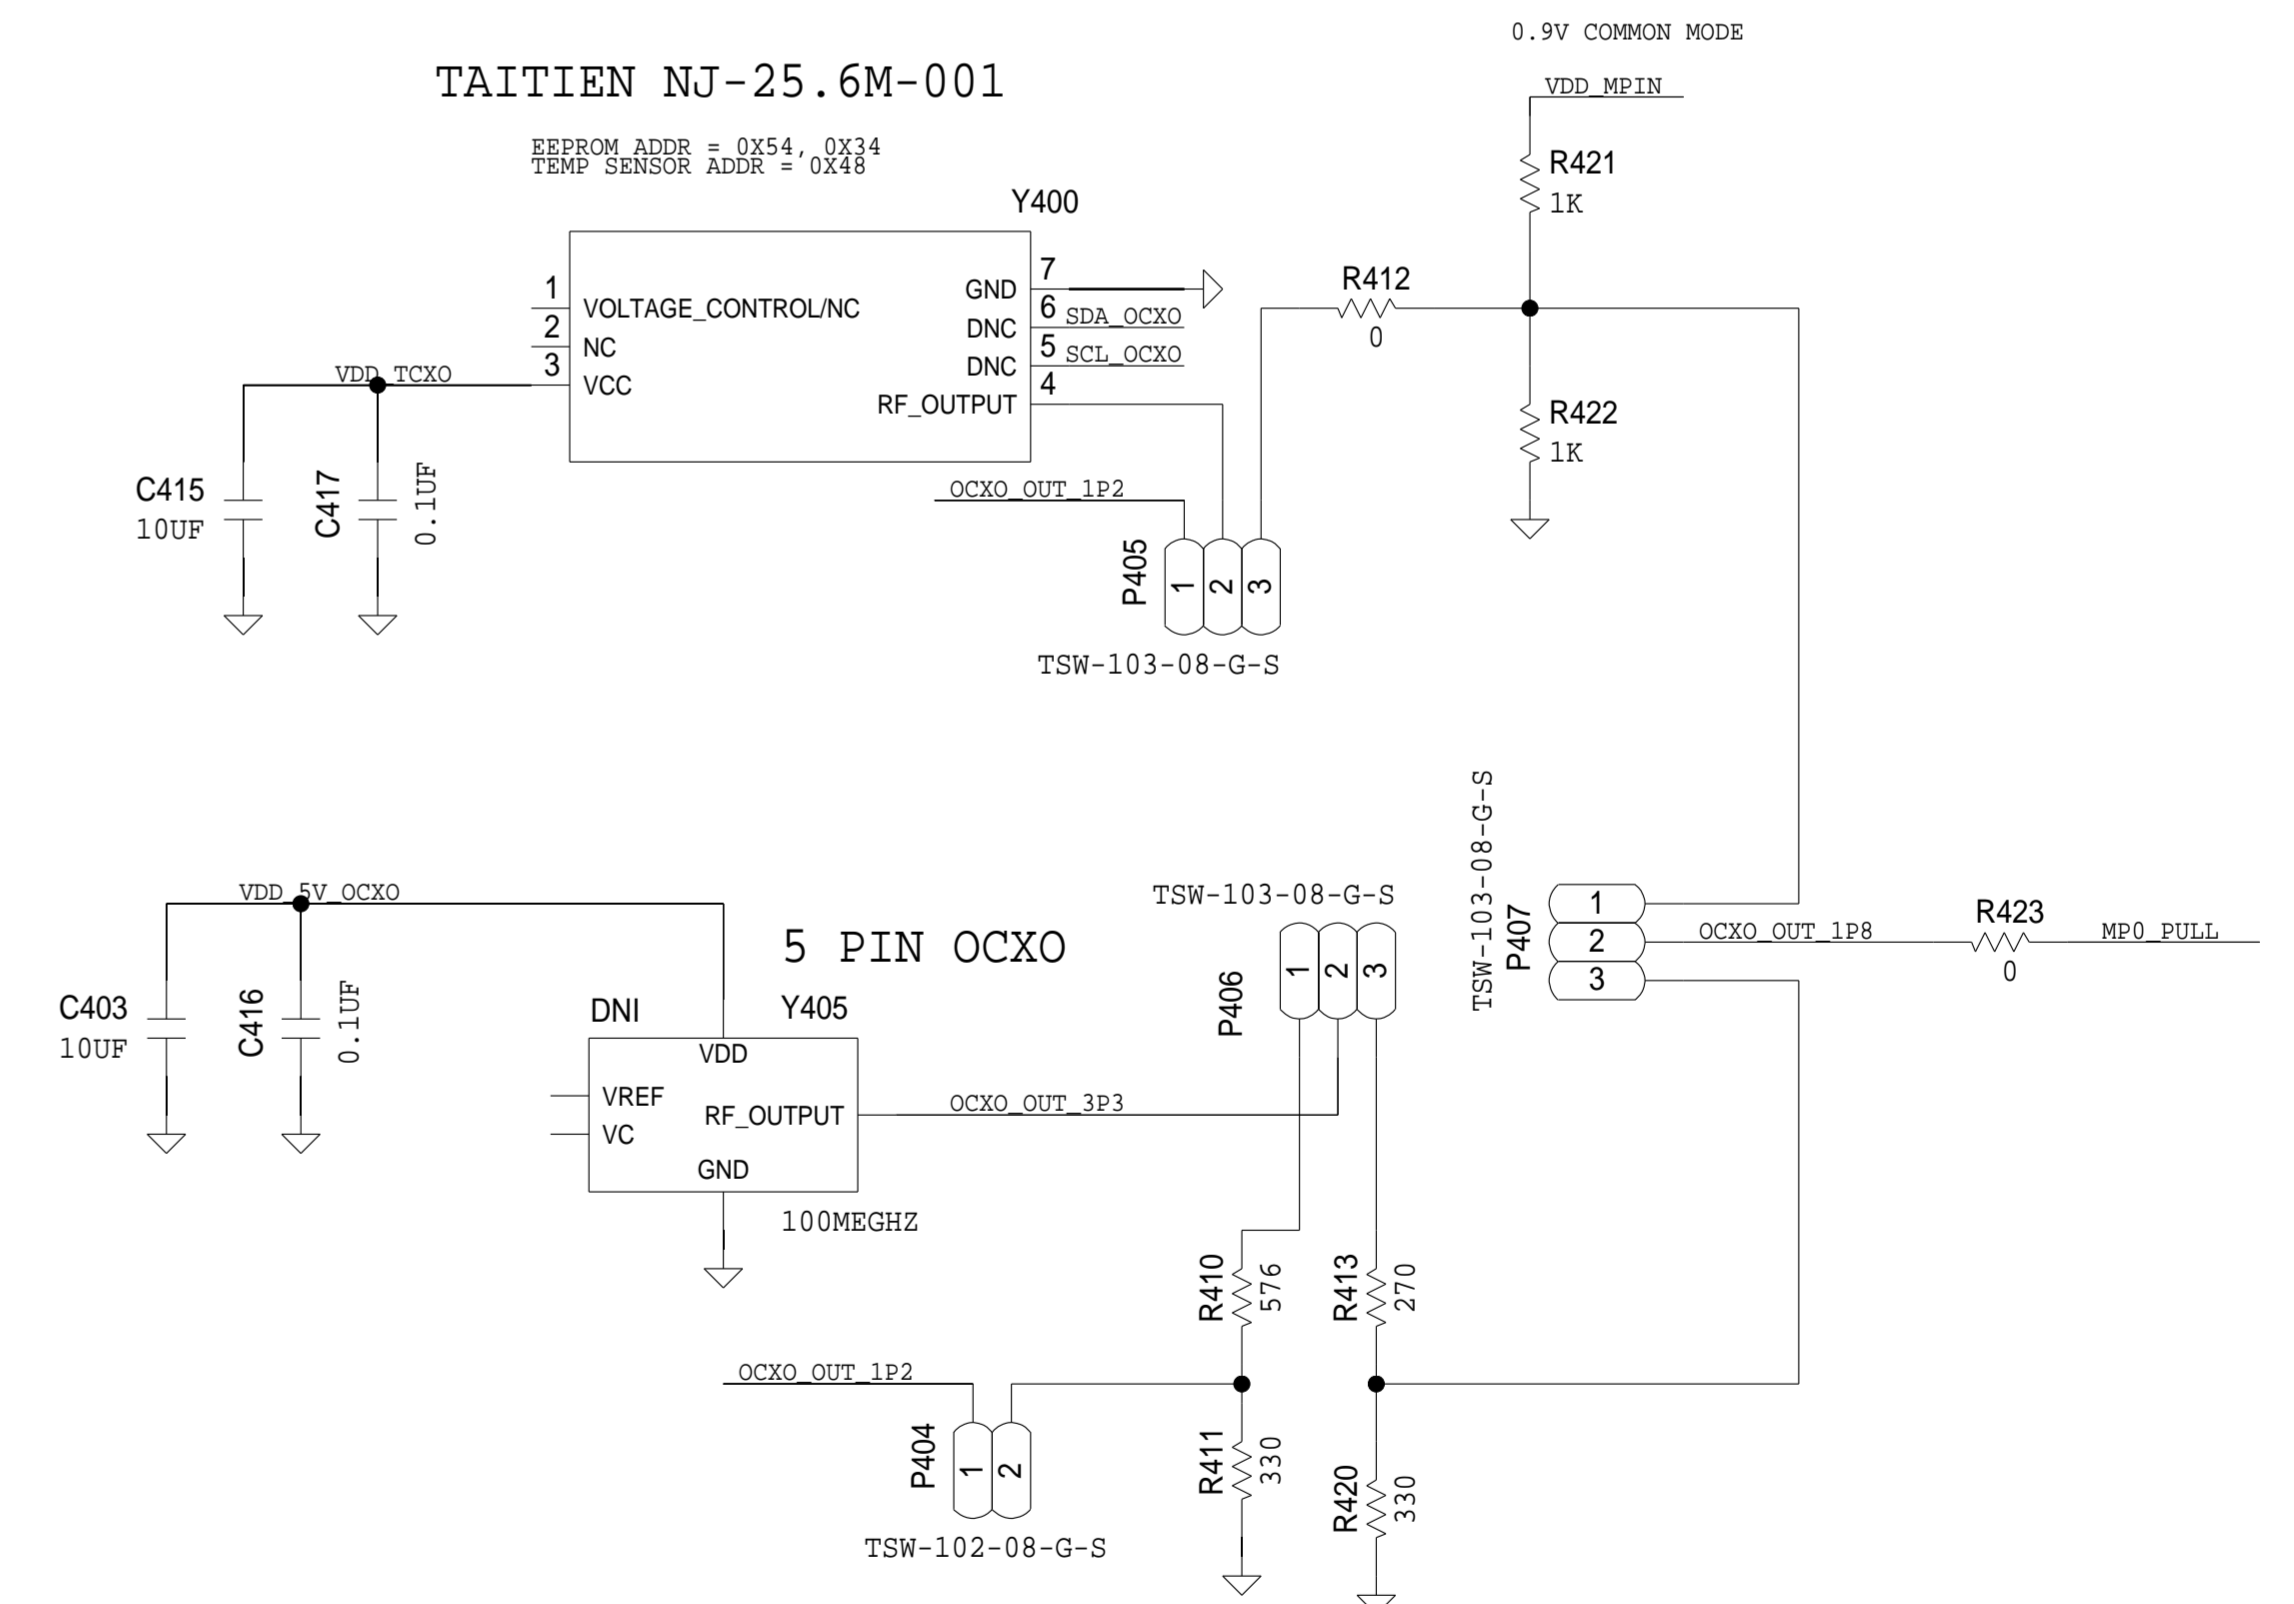 0.9V COMMON MODE
TAITIEN NJ-25.6M-001
VDD_MPIN
EEPROM ADDR = 0X54, 0X34
TEMP SENSOR ADDR = 0X48
R421
1K
Y400
1
VOLTAGE_CONTROL/NC
2
NC
3
VCC
VDD_TCXO
7
GND
6
DNC
SDA_OCXO
5
DNC
SCL_OCXO
4
RF_OUTPUT
R412
0
R422
1K
C415
10UF
C417
0.1UF
OCXO_OUT_1P2
P405
1 2 3
TSW-103-08-G-S
VDD_5V_OCXO
5 PIN OCXO
C403
10UF
C416
0.1UF
DNI
Y405
VDD
VREF
VC
RF_OUTPUT
GND
100MEGHZ
OCXO_OUT_3P3
TSW-103-08-G-S
P406
1 2 3
TSW-103-08-G-S
P407
1
2
3
OCXO_OUT_1P8
R423
0
MP0_PULL
R410
576
R413
270
OCXO_OUT_1P2
P404
1 2
TSW-102-08-G-S
R411
330
R420
330